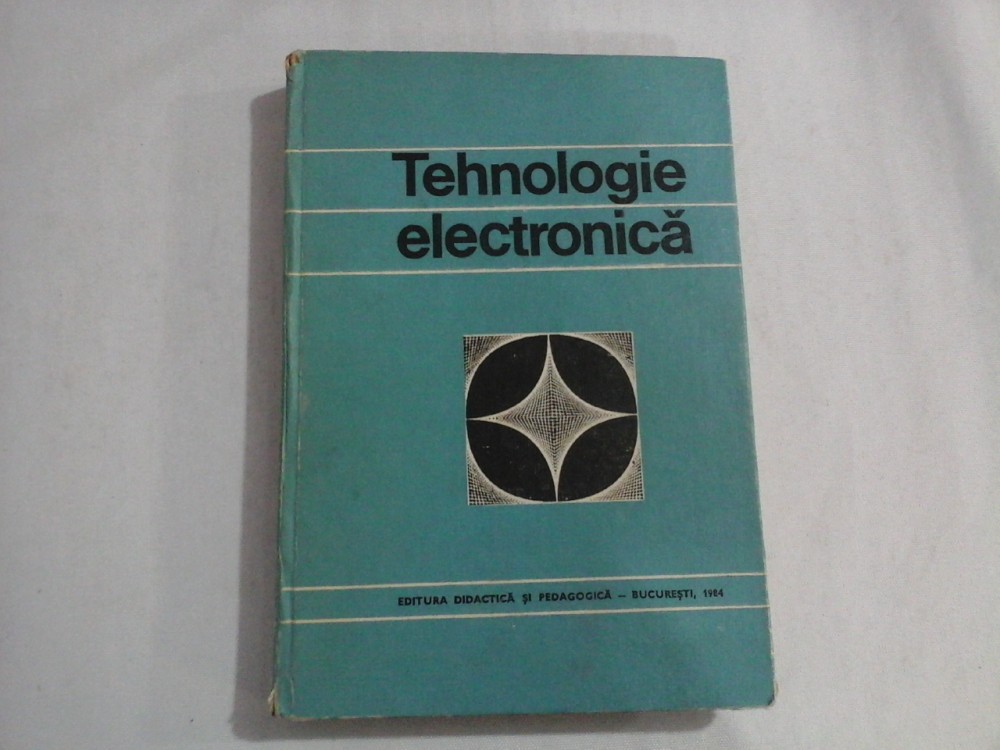 Tehnologie
electronică
EDITURA DIDACTICĂ ȘI PEDAGOGICĂ — BUCUREȘTI, 1984